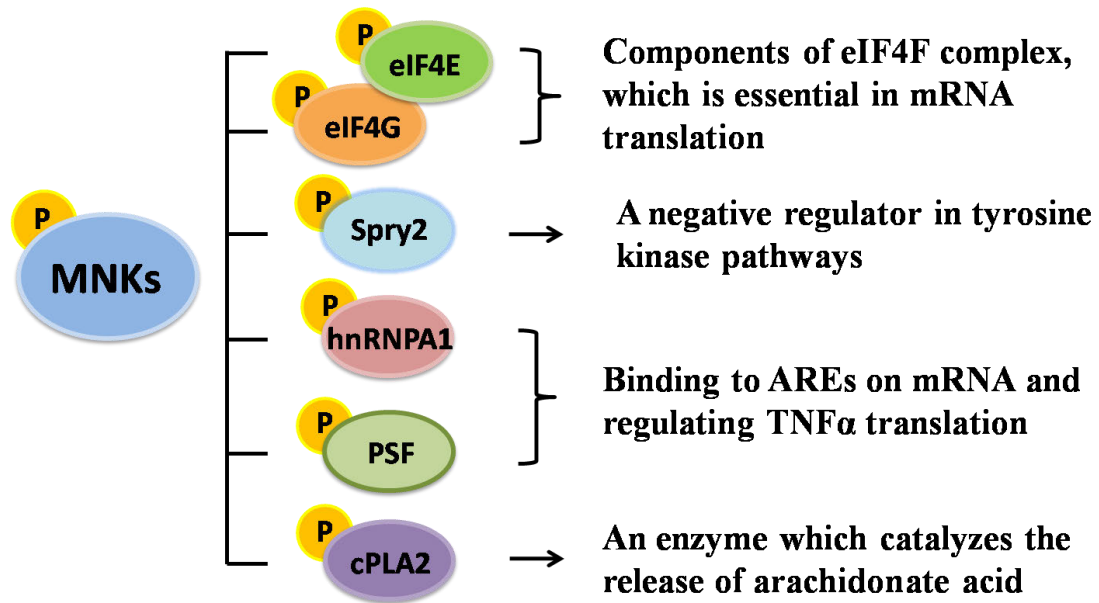 P
eIF4E
P
eIF4G
Components of eIF4F complex,
which is essential in mRNA
translation
P
MNKs
P
Spry2
A negative regulator in tyrosine
kinase pathways
P
hnRNPA1
P
PSF
Binding to AREs on mRNA and
regulating TNFα translation
P
cPLA2
An enzyme which catalyzes the
release of arachidonate acid